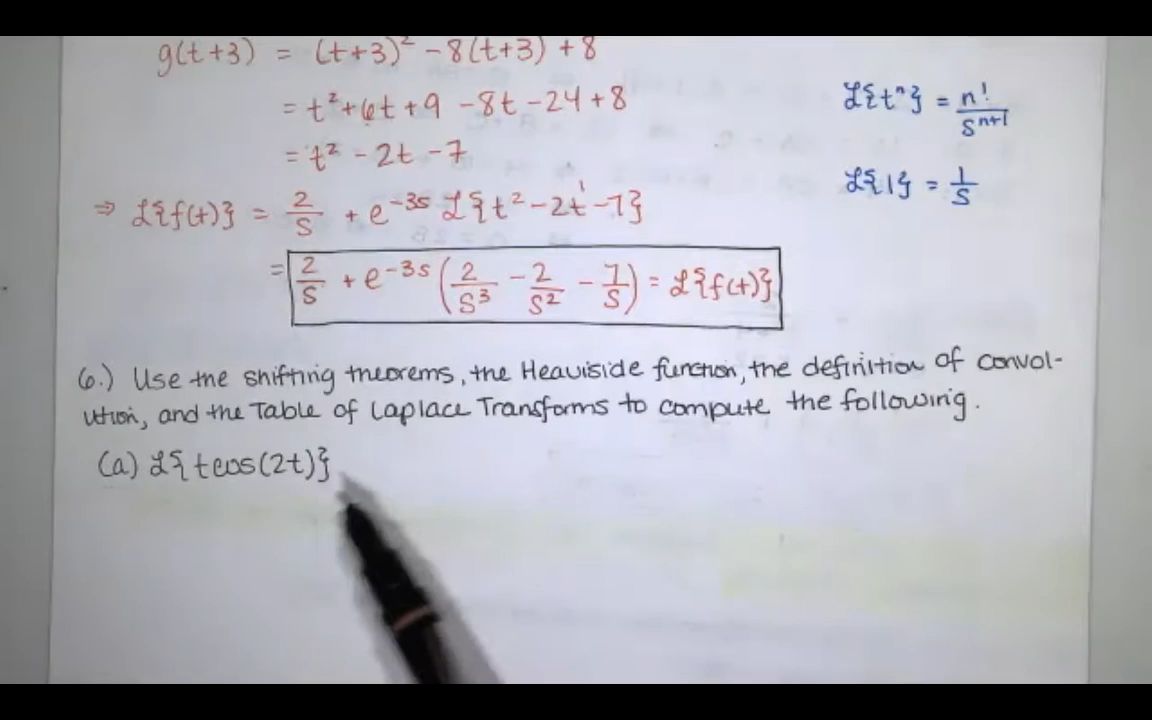 g(t+3) = (t+3)² - 8(t+3) + 8
= t² + 6t + 9 - 8t - 24 + 8
ℒ{tⁿ} = n!/sⁿ⁺¹
= t² - 2t - 7
ℒ{1} = 1/s
⇒ ℒ{f(t)} = 2/s + e⁻³ˢ ℒ{t² - 2t¹ - 7}
= 2/s + e⁻³ˢ (2/s³ - 2/s² - 7/s) = ℒ{f(t)}
6.) Use the shifting theorems, the Heaviside function, the definition of convol-
ution, and the Table of Laplace Transforms to compute the following.
(a) ℒ{tcos(2t)}